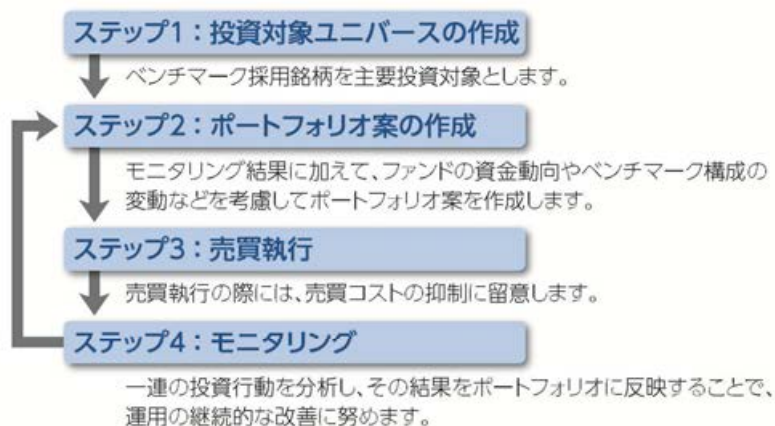 ステップ1：投資対象ユニバースの作成
ベンチマーク採用銘柄を主要投資対象とします。
ステップ2：ポートフォリオ案の作成
モニタリング結果に加えて、ファンドの資金動向やベンチマーク構成の
変動などを考慮してポートフォリオ案を作成します。
ステップ3：売買執行
売買執行の際には、売買コストの抑制に留意します。
ステップ4：モニタリング
一連の投資行動を分析し、その結果をポートフォリオに反映することで、
運用の継続的な改善に努めます。